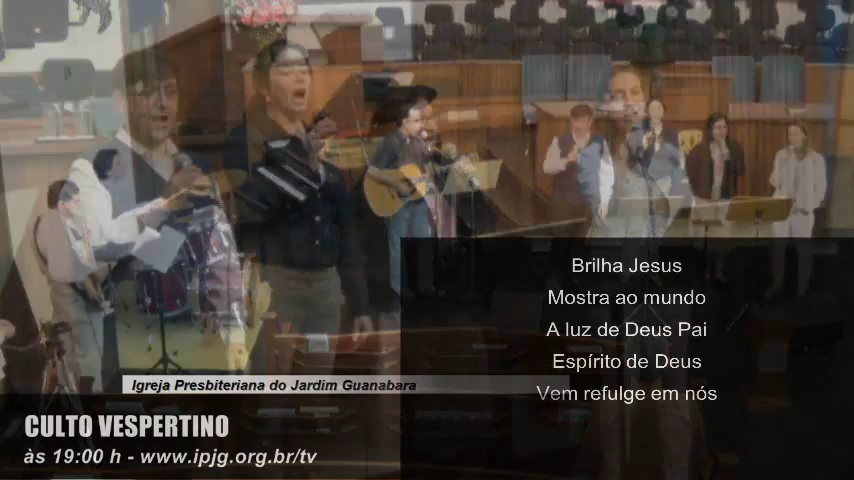 Brilha Jesus
Mostra ao mundo
A luz de Deus Pai
Espírito de Deus
Vem refulge em nós
Igreja Presbiteriana do Jardim Guanabara
CULTO VESPERTINO
às 19:00 h - www.ipjg.org.br/tv